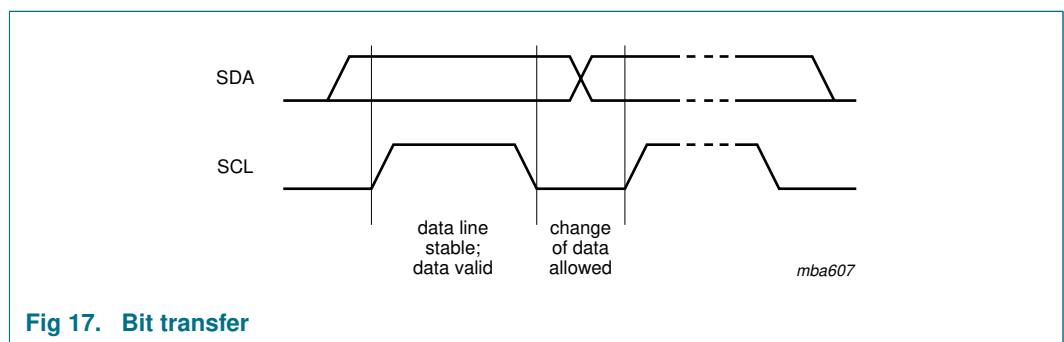 SDA
SCL
data line
stable;
data valid
change
of data
allowed
mba607
Fig 17. Bit transfer